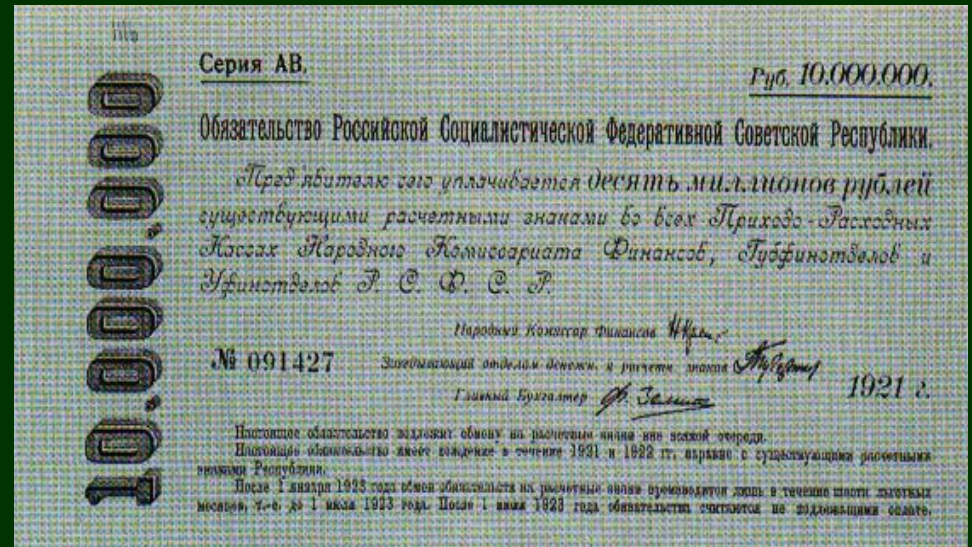 Серия АВ.
Руб. 10.000.000.
10.000.000
Обязательство Российской Социалистической Федеративной Советской Республики.
Пред'явителю сего уплачивается десять миллионов рублей
существующими расчетными знаками во всех Приходо-Расходных
Кассах Народного Комиссариата Финансов, Губфинотделов и
Уфинотделов Р. С. Ф. С. Р.
Народный Комиссар Финансов
№ 091427
Заведывающий отделом денежн. и расчетн. знаков
1921 г.
Главный Бухгалтер
Настоящее обязательство подлежит обмену на расчетные знаки вне всякой очереди.
Настоящее обязательство имеет хождение в течение 1921 и 1922 гг. наравне с существующими расчетными
знаками Республики.
После 1 января 1923 года обмен обязательств на расчетные знаки производится лишь в течение шести льготных
месяцев, т.-е. до 1 июля 1923 года. После 1 июля 1923 года обязательства считаются не подлежащими оплате.